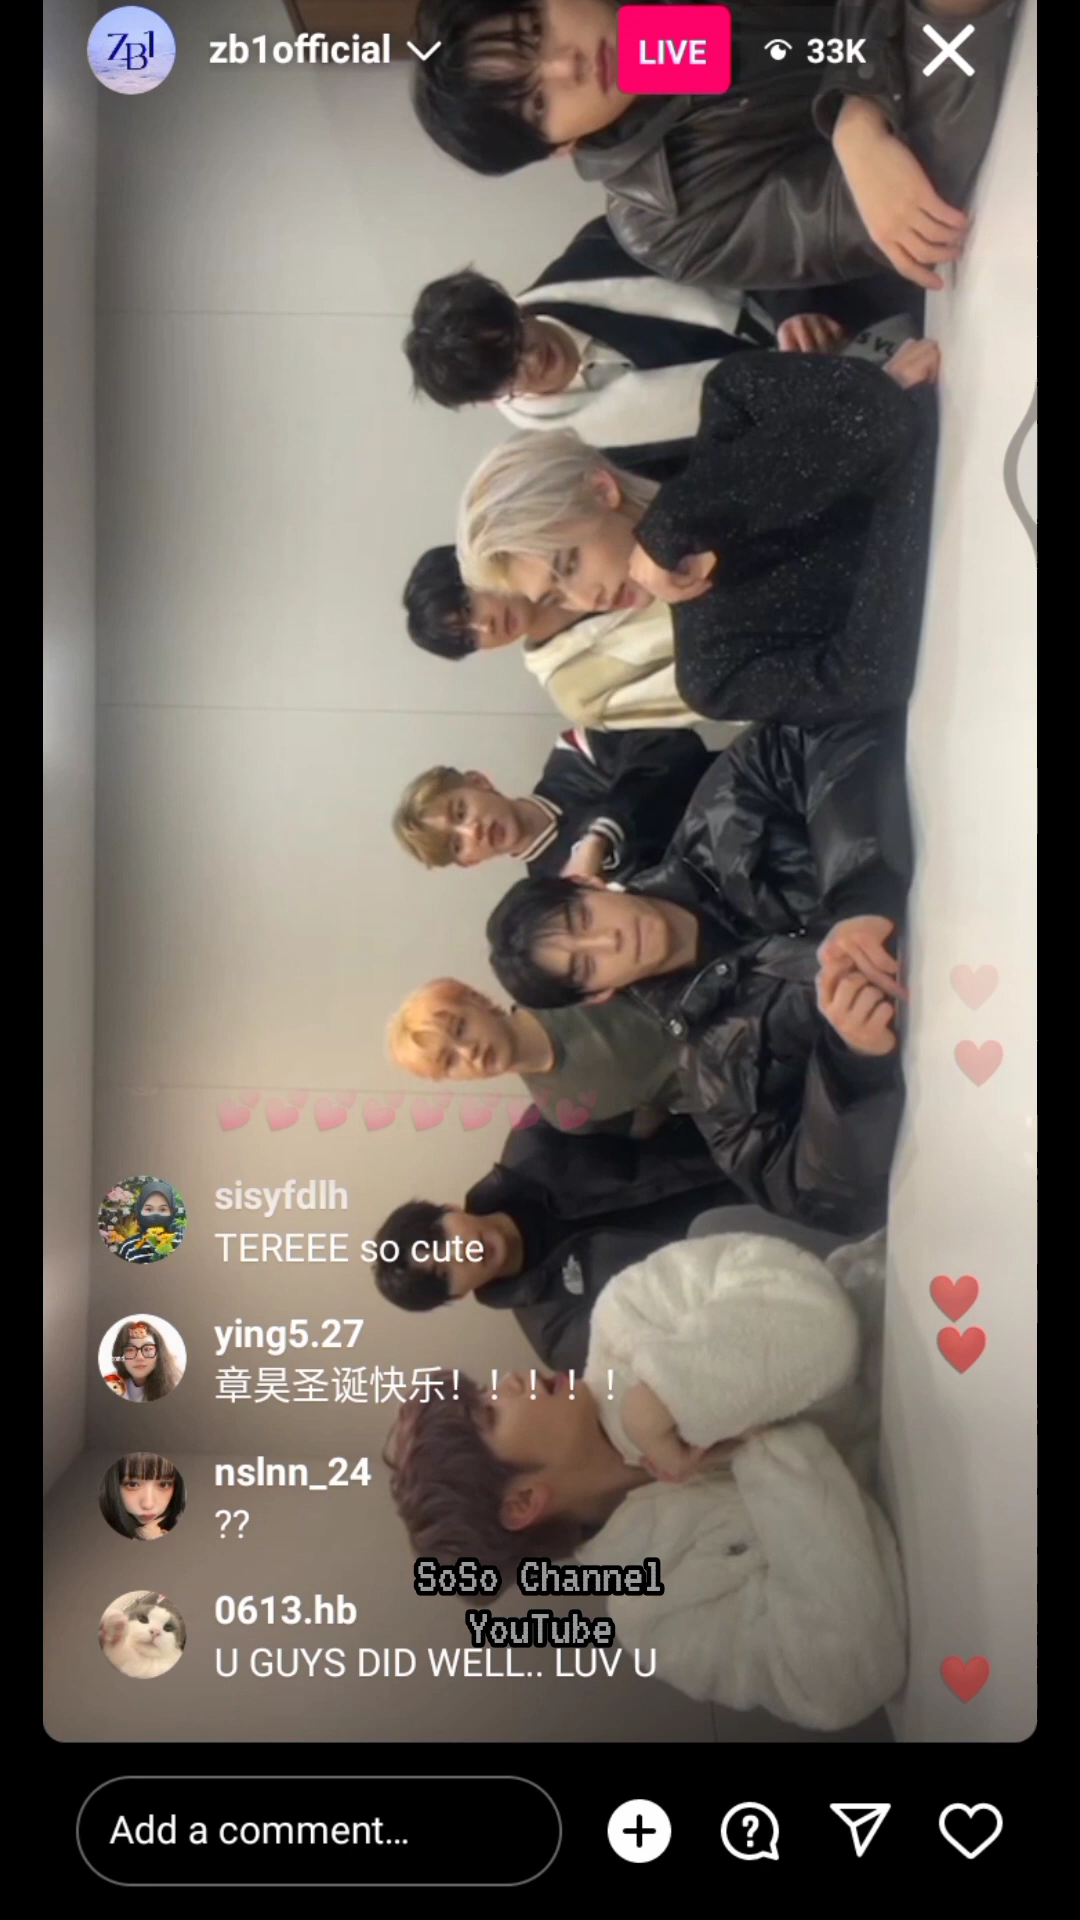 ZB1
zb1official
LIVE
33K
💕💕💕💕💕💕💕💕
sisyfdlh
TEREEE so cute
ying5.27
章昊圣诞快乐！！！！！
nslnn_24
??
0613.hb
U GUYS DID WELL.. LUV U
SoSo Channel
YouTube
Add a comment...